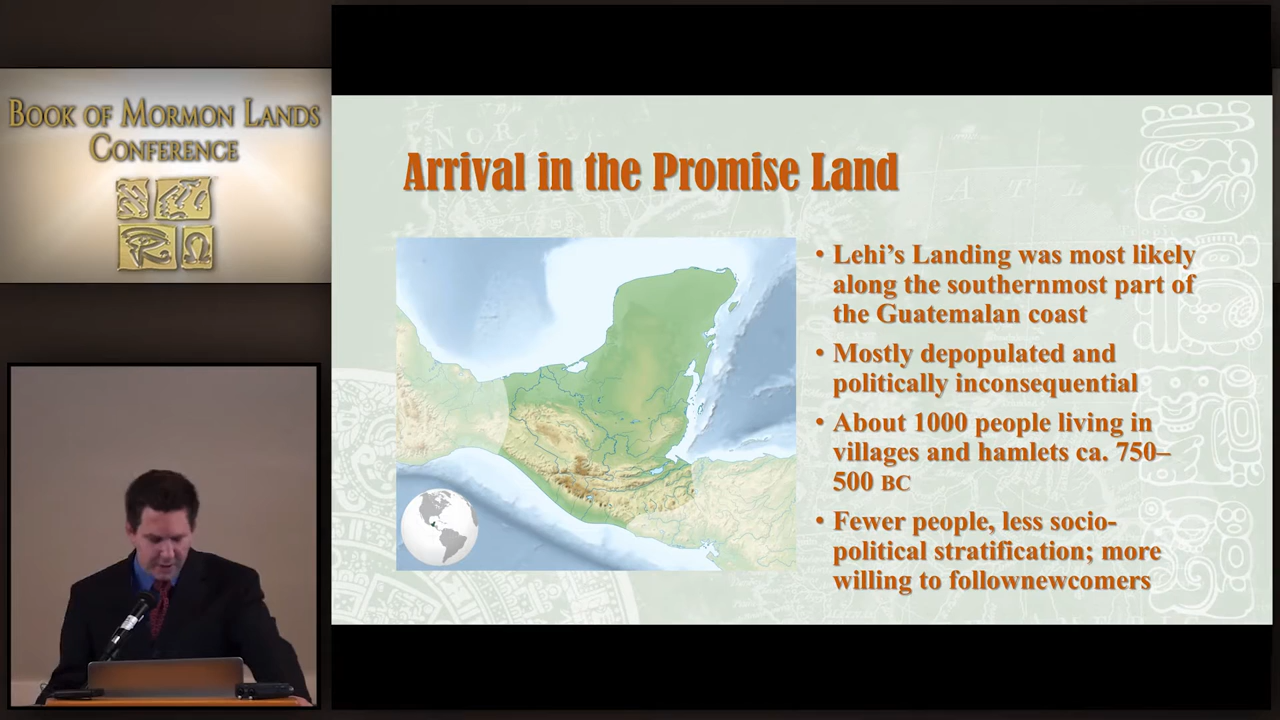 BOOK OF MORMON LANDS
CONFERENCE
Arrival in the Promise Land
• Lehi's Landing was most likely
along the southernmost part of
the Guatemalan coast
• Mostly depopulated and
politically inconsequential
• About 1000 people living in
villages and hamlets ca. 750–
500 BC
• Fewer people, less socio-
political stratification; more
willing to follownewcomers